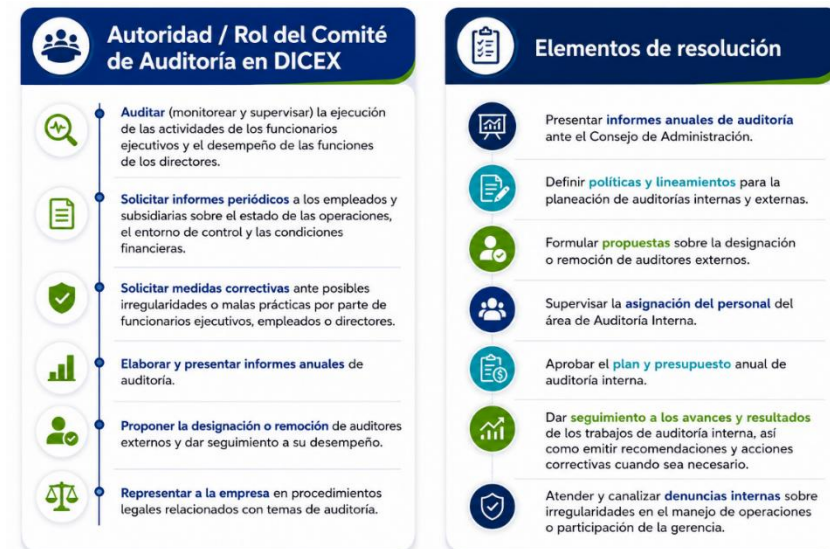 Autoridad / Rol del Comité
de Auditoría en DICEX
Auditar (monitorear y supervisar) la ejecución
de las actividades de los funcionarios
ejecutivos y el desempeño de las funciones
de los directores.
Solicitar informes periódicos a los empleados y
subsidiarias sobre el estado de las operaciones,
el entorno de control y las condiciones
financieras.
Solicitar medidas correctivas ante posibles
irregularidades o malas prácticas por parte de
funcionarios ejecutivos, empleados o directores.
Elaborar y presentar informes anuales de
auditoría.
Proponer la designación o remoción de auditores
externos y dar seguimiento a su desempeño.
Representar a la empresa en procedimientos
legales relacionados con temas de auditoría.
Elementos de resolución
Presentar informes anuales de auditoría
ante el Consejo de Administración.
Definir políticas y lineamientos para la
planeación de auditorías internas y externas.
Formular propuestas sobre la designación
o remoción de auditores externos.
Supervisar la asignación del personal del
área de Auditoría Interna.
Aprobar el plan y presupuesto anual de
auditoría interna.
Dar seguimiento a los avances y resultados
de los trabajos de auditoría interna, así
como emitir recomendaciones y acciones
correctivas cuando sea necesario.
Atender y canalizar denuncias internas sobre
irregularidades en el manejo de operaciones
o participación de la gerencia.